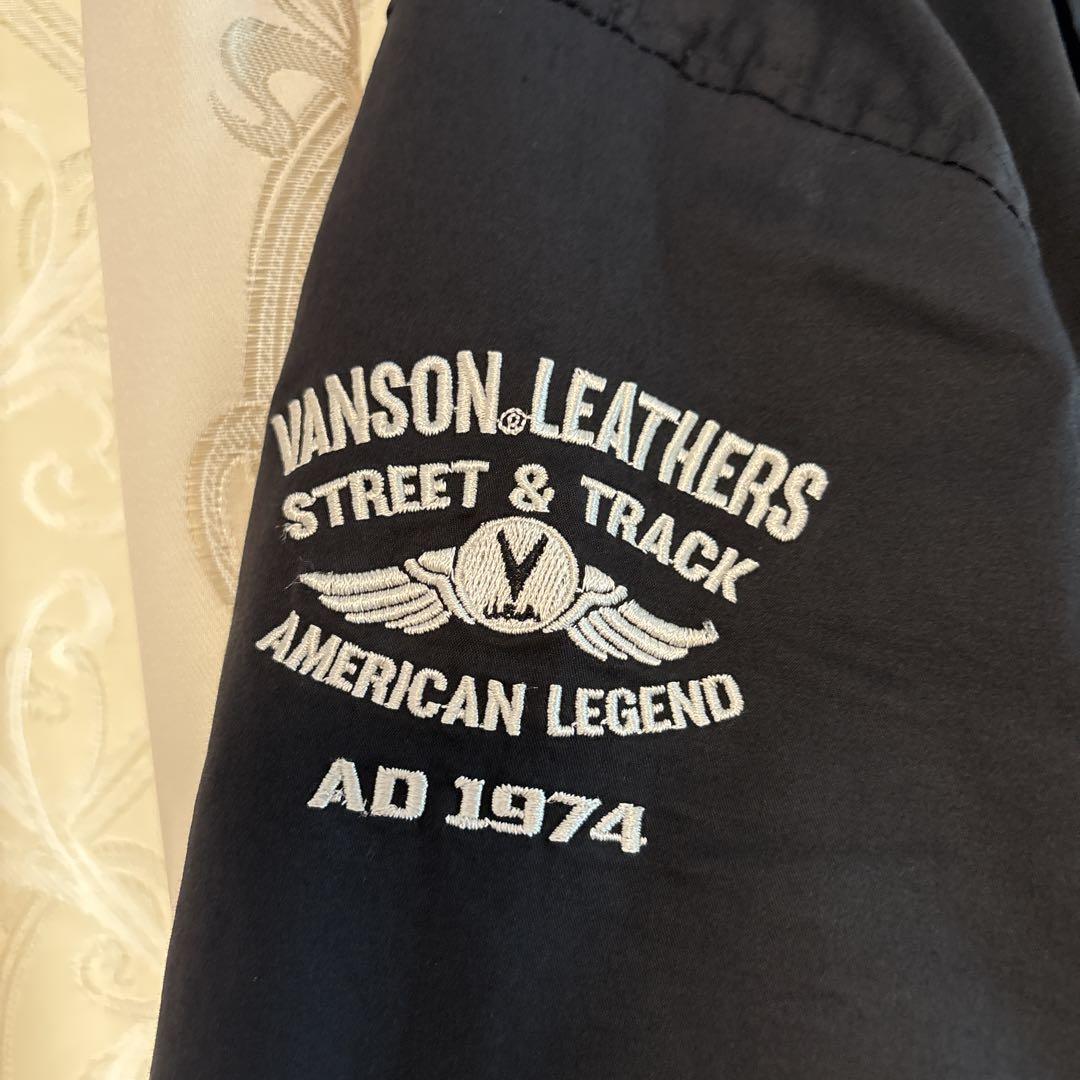 VANSON® LEATHERS
STREET & TRACK
V
AMERICAN LEGEND
AD 1974